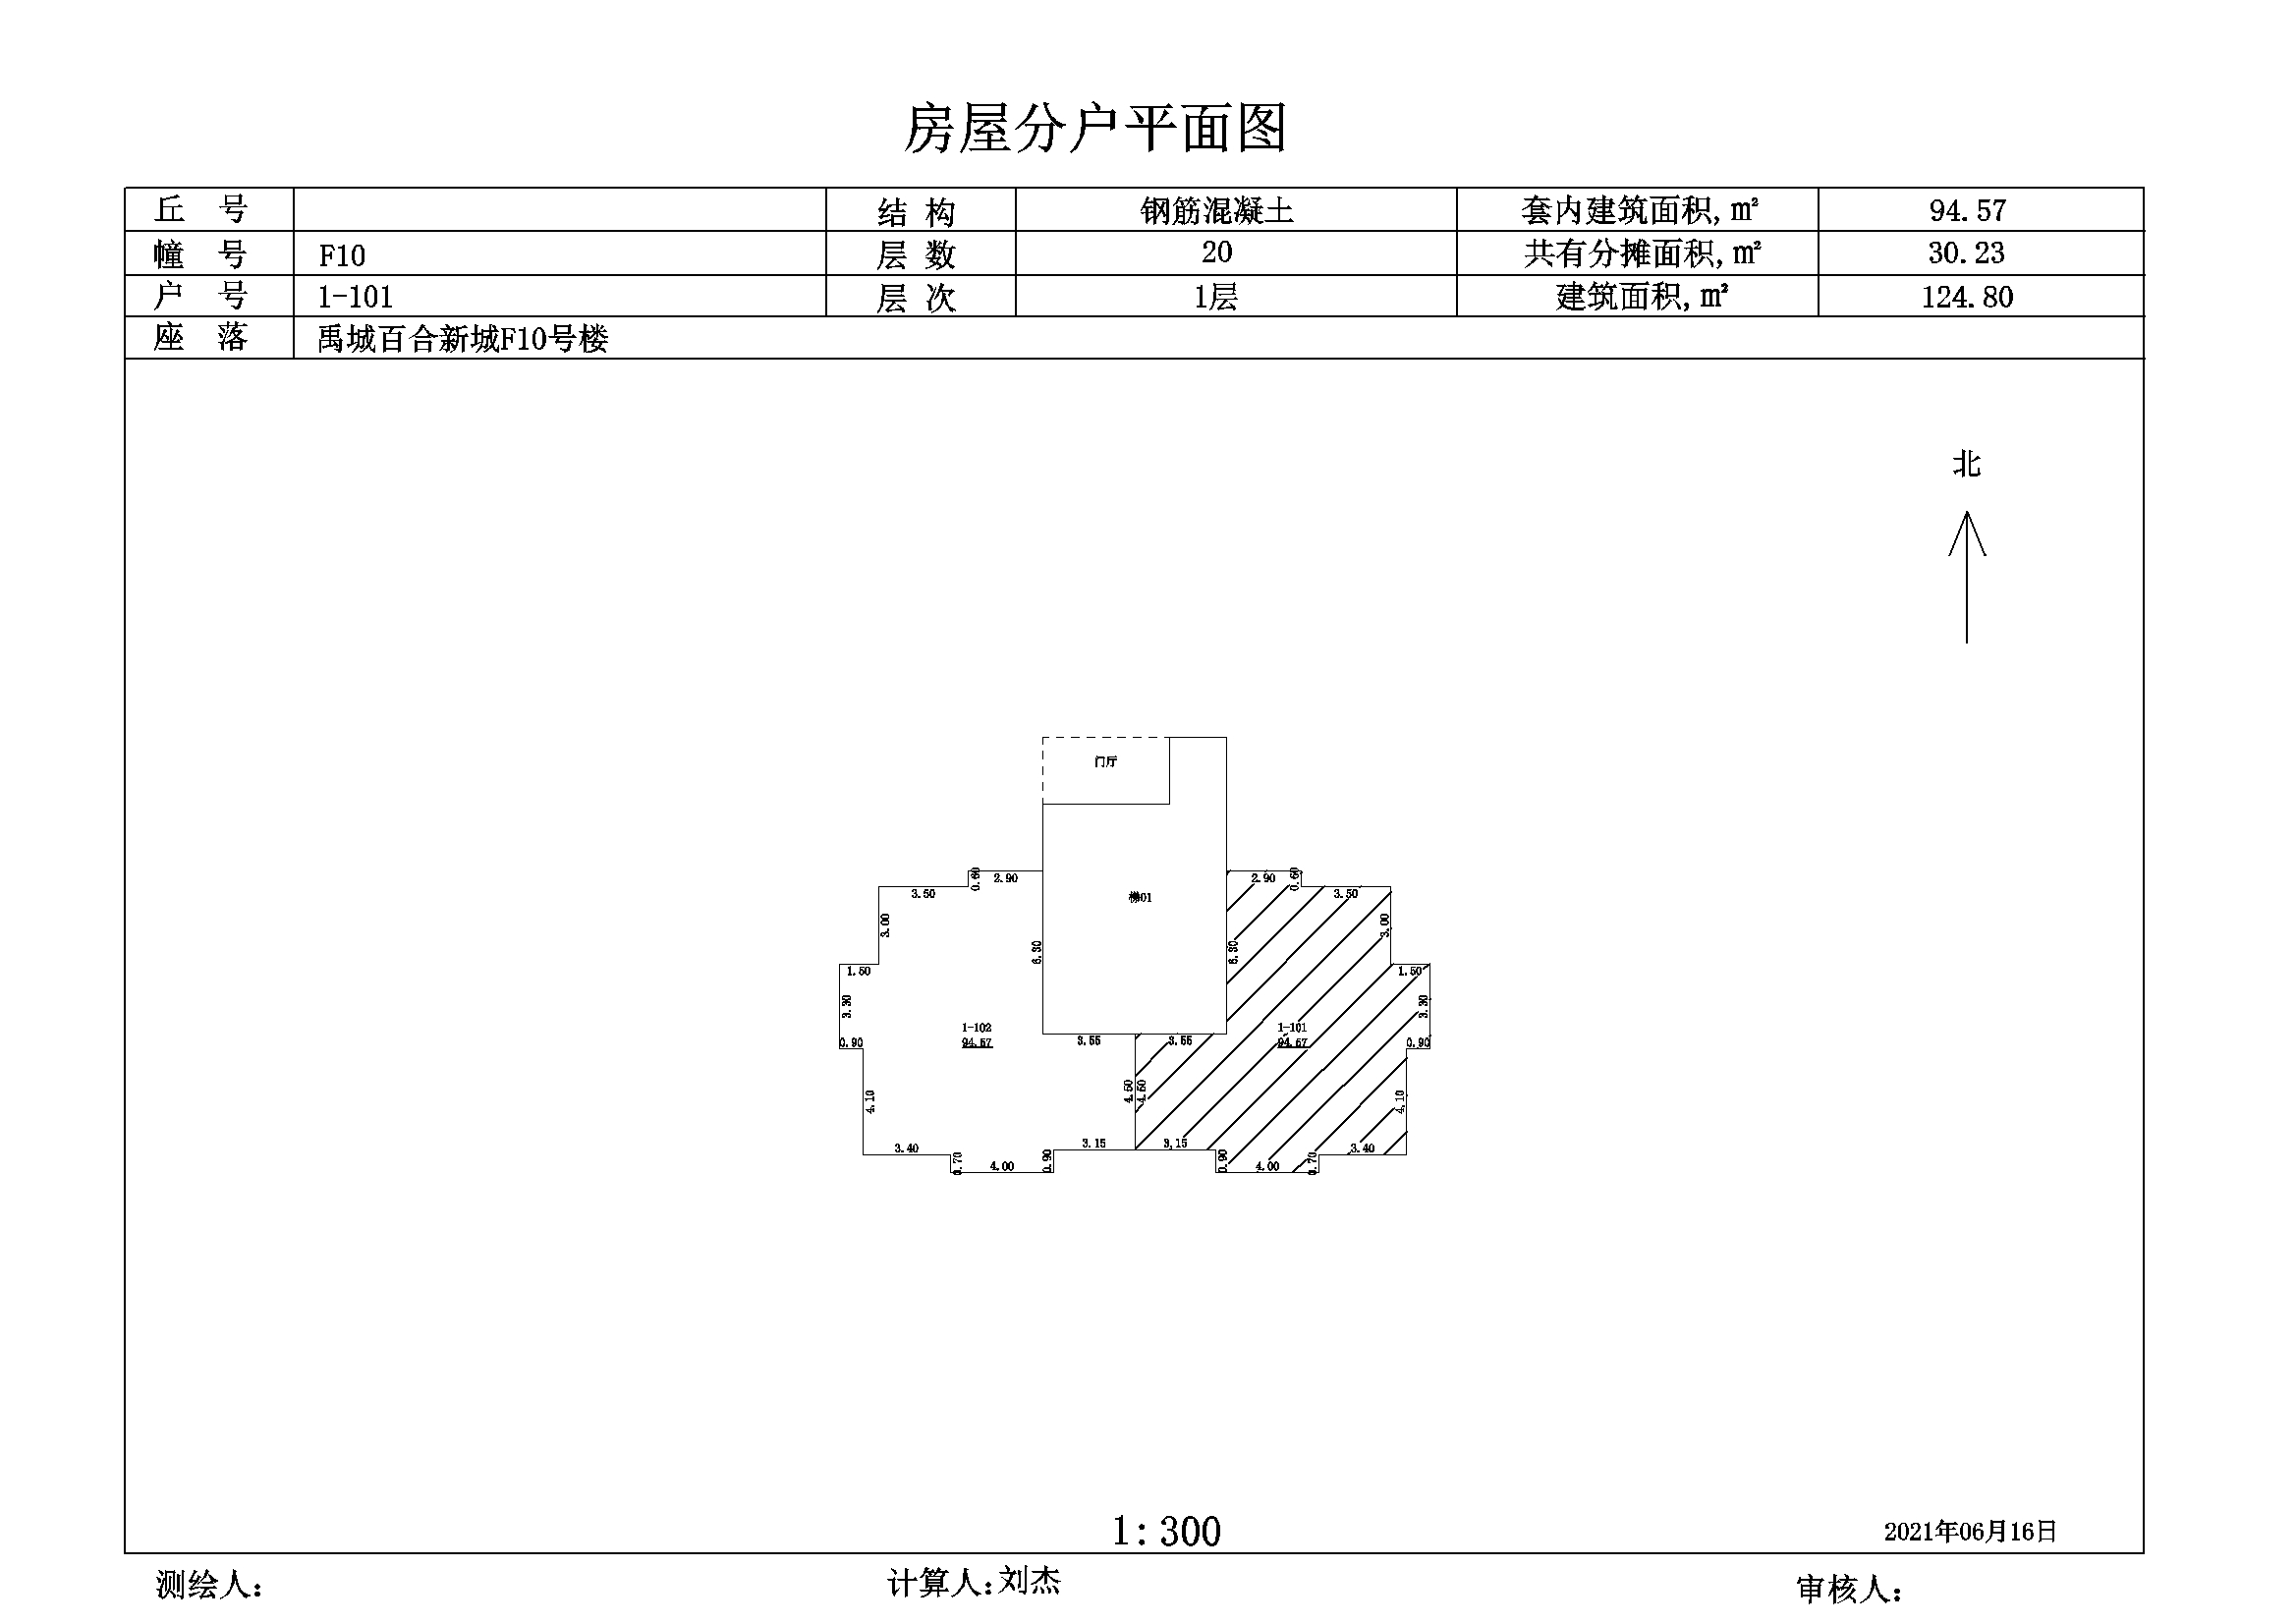 房屋分户平面图
丘 号 结 构 钢筋混凝土 套内建筑面积,m² 94.57
幢 号 F10 层 数 20 共有分摊面积,m² 30.23
户 号 1-101 层 次 1层 建筑面积,m² 124.80
座 落 禹城百合新城F10号楼
北
门厅
0.60 2.90 2.90 0.60
3.50 3.50
梯01
3.00 3.00
6.30 6.30
1.50 1.50
3.30 3.30
1-102 1-101
0.90 94.57 3.55 3.55 94.57 0.90
4.10 4.50 4.50 4.10
3.40 3.15 3.15 3.40
0.70 4.00 0.90 0.90 4.00 0.70
1:300
2021年06月16日
测绘人: 计算人:刘杰 审核人: